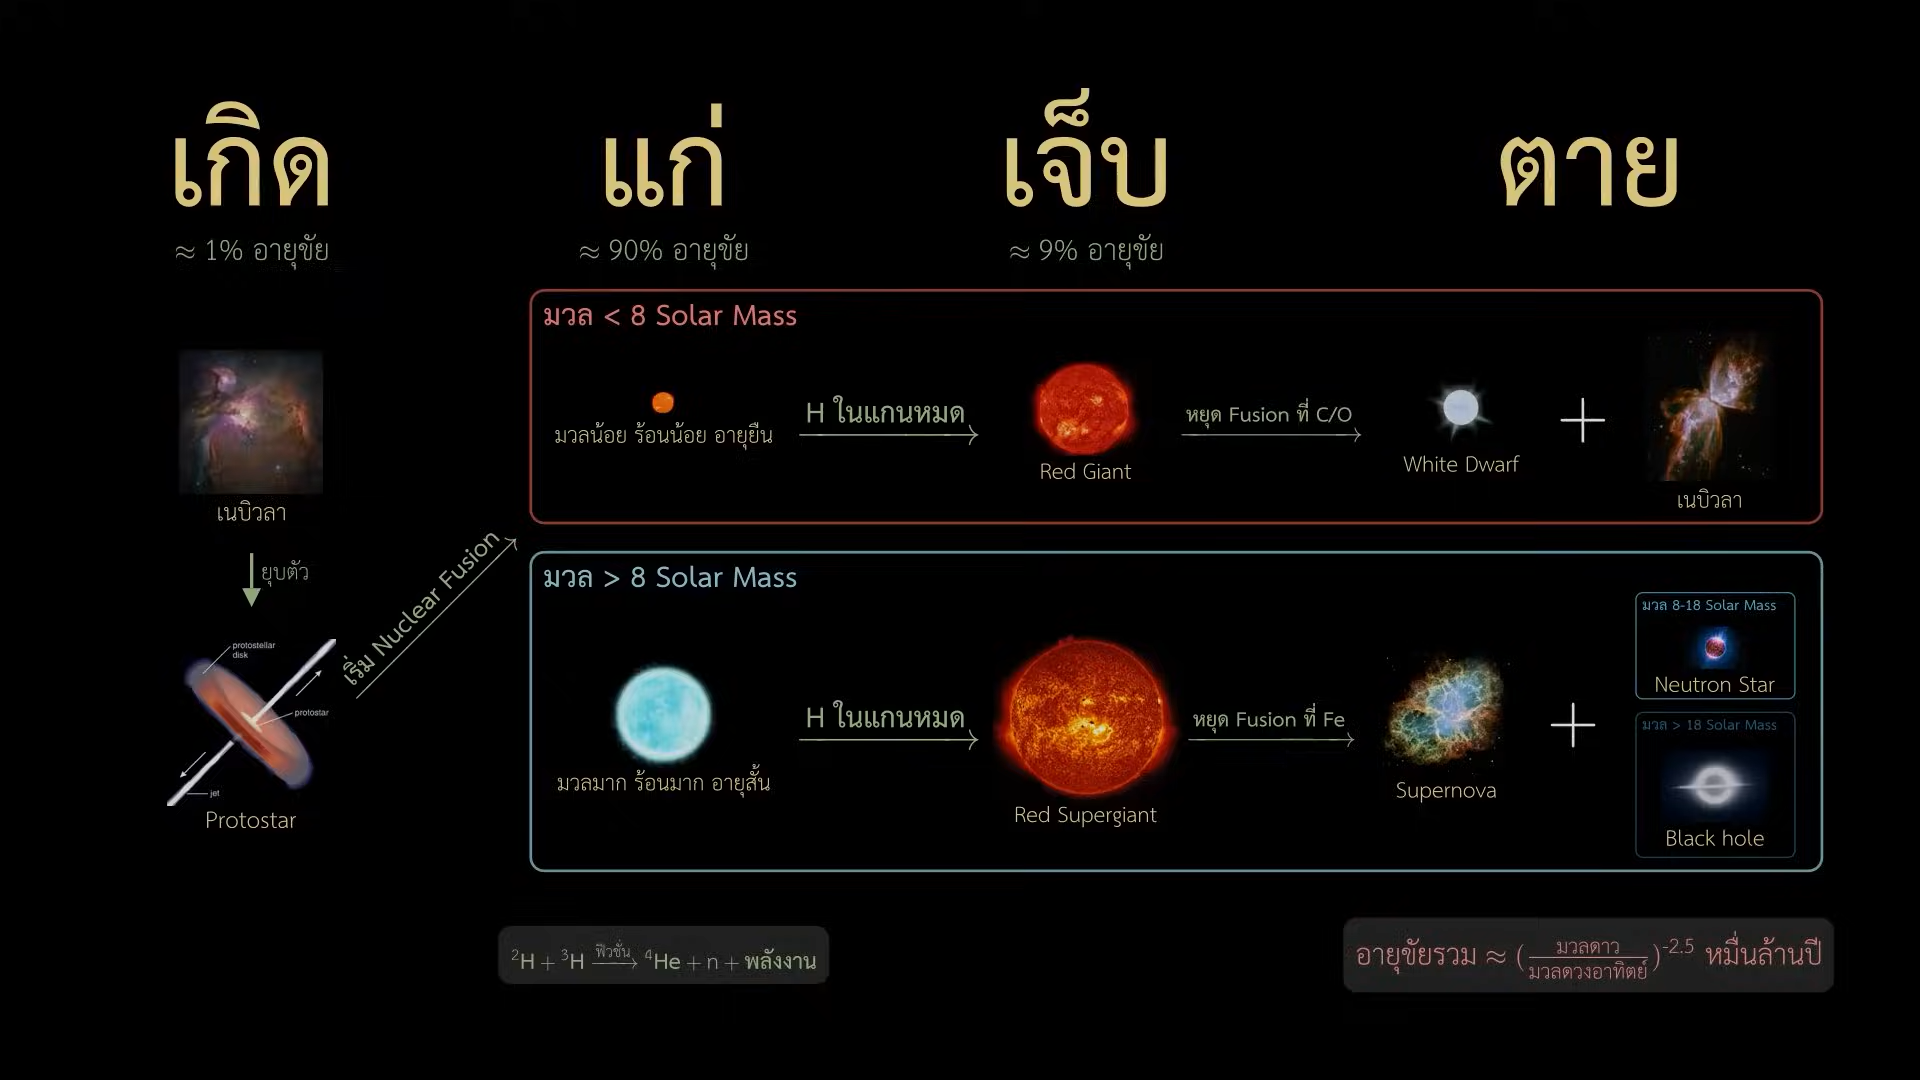 เกิด
แก่
เจ็บ
ตาย
≈ 1% อายุขัย
≈ 90% อายุขัย
≈ 9% อายุขัย
เนบิวลา
ยุบตัว
protostellar
disk
protostar
jet
Protostar
เริ่ม Nuclear Fusion
มวล < 8 Solar Mass
มวลน้อย ร้อนน้อย อายุยืน
H ในแกนหมด
Red Giant
หยุด Fusion ที่ C/O
White Dwarf
+
เนบิวลา
มวล > 8 Solar Mass
มวลมาก ร้อนมาก อายุสั้น
H ในแกนหมด
Red Supergiant
หยุด Fusion ที่ Fe
Supernova
+
มวล 8-18 Solar Mass
Neutron Star
มวล > 18 Solar Mass
Black hole
²H + ³H ฟิวชั่น→ ⁴He + n + พลังงาน
อายุขัยรวม ≈ (มวลดาว/มวลดวงอาทิตย์)^-2.5 หมื่นล้านปี